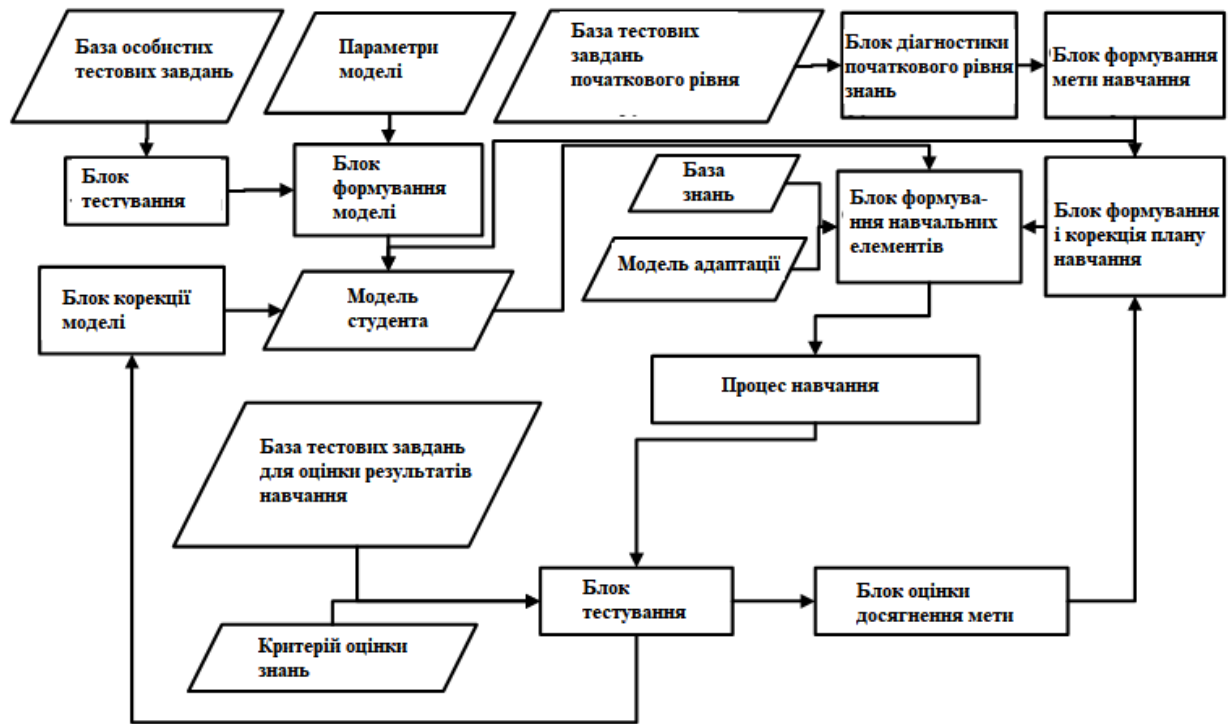 База особистих
тестових завдань
Параметри
моделі
База тестових
завдань
початкового рівня
Блок діагностики
початкового рівня
знань
Блок формування
мети навчання
Блок
тестування
Блок
формування
моделі
База
знань
Модель адаптації
Блок формува-
ння навчальних
елементів
Блок формування
і корекція плану
навчання
Блок корекції
моделі
Модель
студента
Процес навчання
База тестових завдань
для оцінки результатів
навчання
Блок
тестування
Блок оцінки
досягнення мети
Критерій оцінки
знань